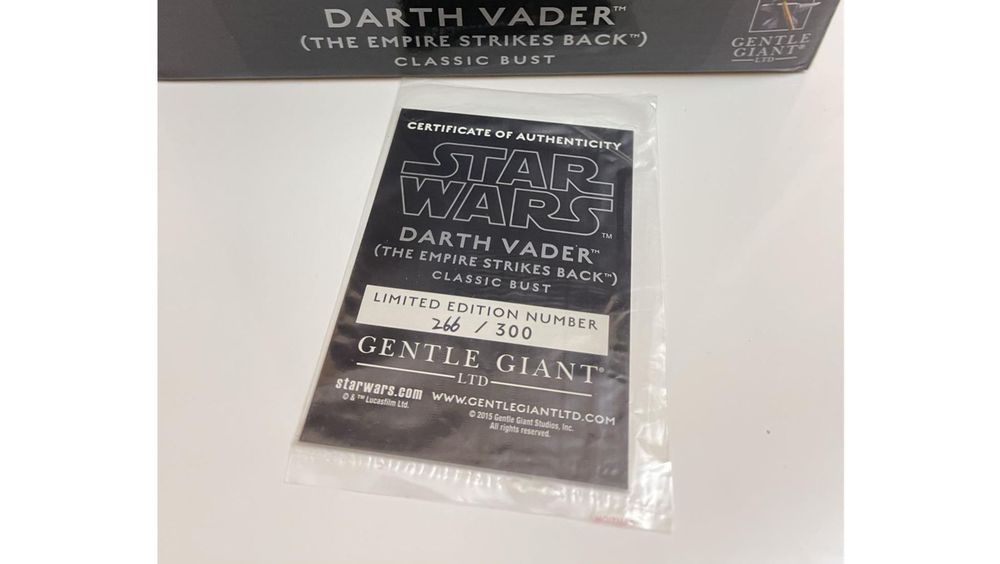 DARTH VADER™
(THE EMPIRE STRIKES BACK™)
CLASSIC BUST
GENTLE
GIANT®
LTD
CERTIFICATE OF AUTHENTICITY
STAR
WARS™
DARTH VADER™
(THE EMPIRE STRIKES BACK™)
CLASSIC BUST
LIMITED EDITION NUMBER
266 / 300
GENTLE GIANT®
LTD
starwars.com WWW.GENTLEGIANTLTD.COM
© & ™ Lucasfilm Ltd.
© 2015 Gentle Giant Studios, Inc.
All rights reserved.